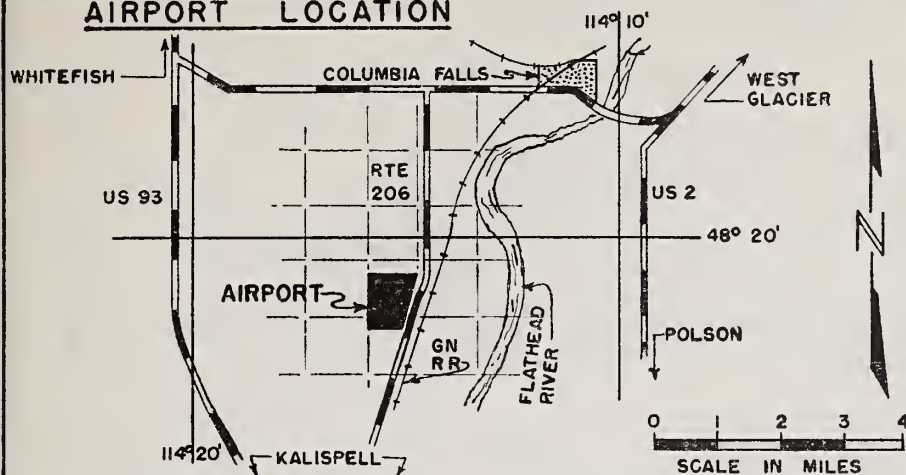 AIRPORT LOCATION
114° 10'
WHITEFISH
COLUMBIA FALLS
WEST
GLACIER
RTE
206
US 93
US 2
N
48° 20'
AIRPORT
GN
RR
FLATHEAD
RIVER
POLSON
114° 20'
KALISPELL
0 1 2 3 4
SCALE IN MILES